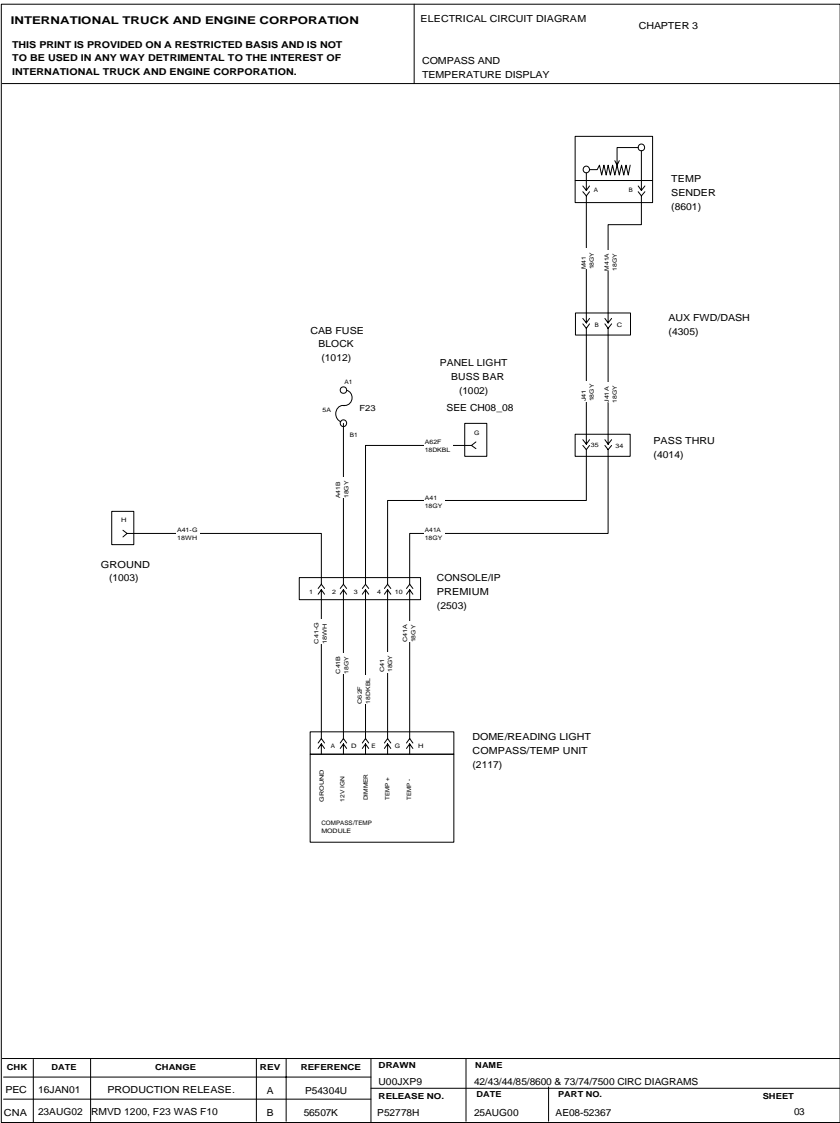 INTERNATIONAL TRUCK AND ENGINE CORPORATION
THIS PRINT IS PROVIDED ON A RESTRICTED BASIS AND IS NOT
TO BE USED IN ANY WAY DETRIMENTAL TO THE INTEREST OF
INTERNATIONAL TRUCK AND ENGINE CORPORATION.
ELECTRICAL CIRCUIT DIAGRAM
CHAPTER 3
COMPASS AND
TEMPERATURE DISPLAY
A B
TEMP
SENDER
(8601)
M41
18GY
M41A
18GY
B C
AUX FWD/DASH
(4305)
J41
18GY
J41A
18GY
35 34
PASS THRU
(4014)
CAB FUSE
BLOCK
(1012)
A1
5A F23
B1
PANEL LIGHT
BUSS BAR
(1002)
SEE CH08_08
G
A62F
18DKBL
A41B
18GY
A41
18GY
A41A
18GY
H
A41-G
18WH
GROUND
(1003)
1 2 3 4 10
CONSOLE/IP
PREMIUM
(2503)
C41-G
18WH
C41B
18GY
C62F
18DKBL
C41
18GY
C41A
18GY
A D E G H
DOME/READING LIGHT
COMPASS/TEMP UNIT
(2117)
GROUND
12V IGN
DIMMER
TEMP +
TEMP -
COMPASS/TEMP
MODULE
CHK DATE CHANGE REV REFERENCE DRAWN NAME
U00JXP9 42/43/44/85/8600 & 73/74/7500 CIRC DIAGRAMS
PEC 16JAN01 PRODUCTION RELEASE. A P54304U RELEASE NO. DATE PART NO. SHEET
CNA 23AUG02 RMVD 1200, F23 WAS F10 B 56507K P52778H 25AUG00 AE08-52367 03